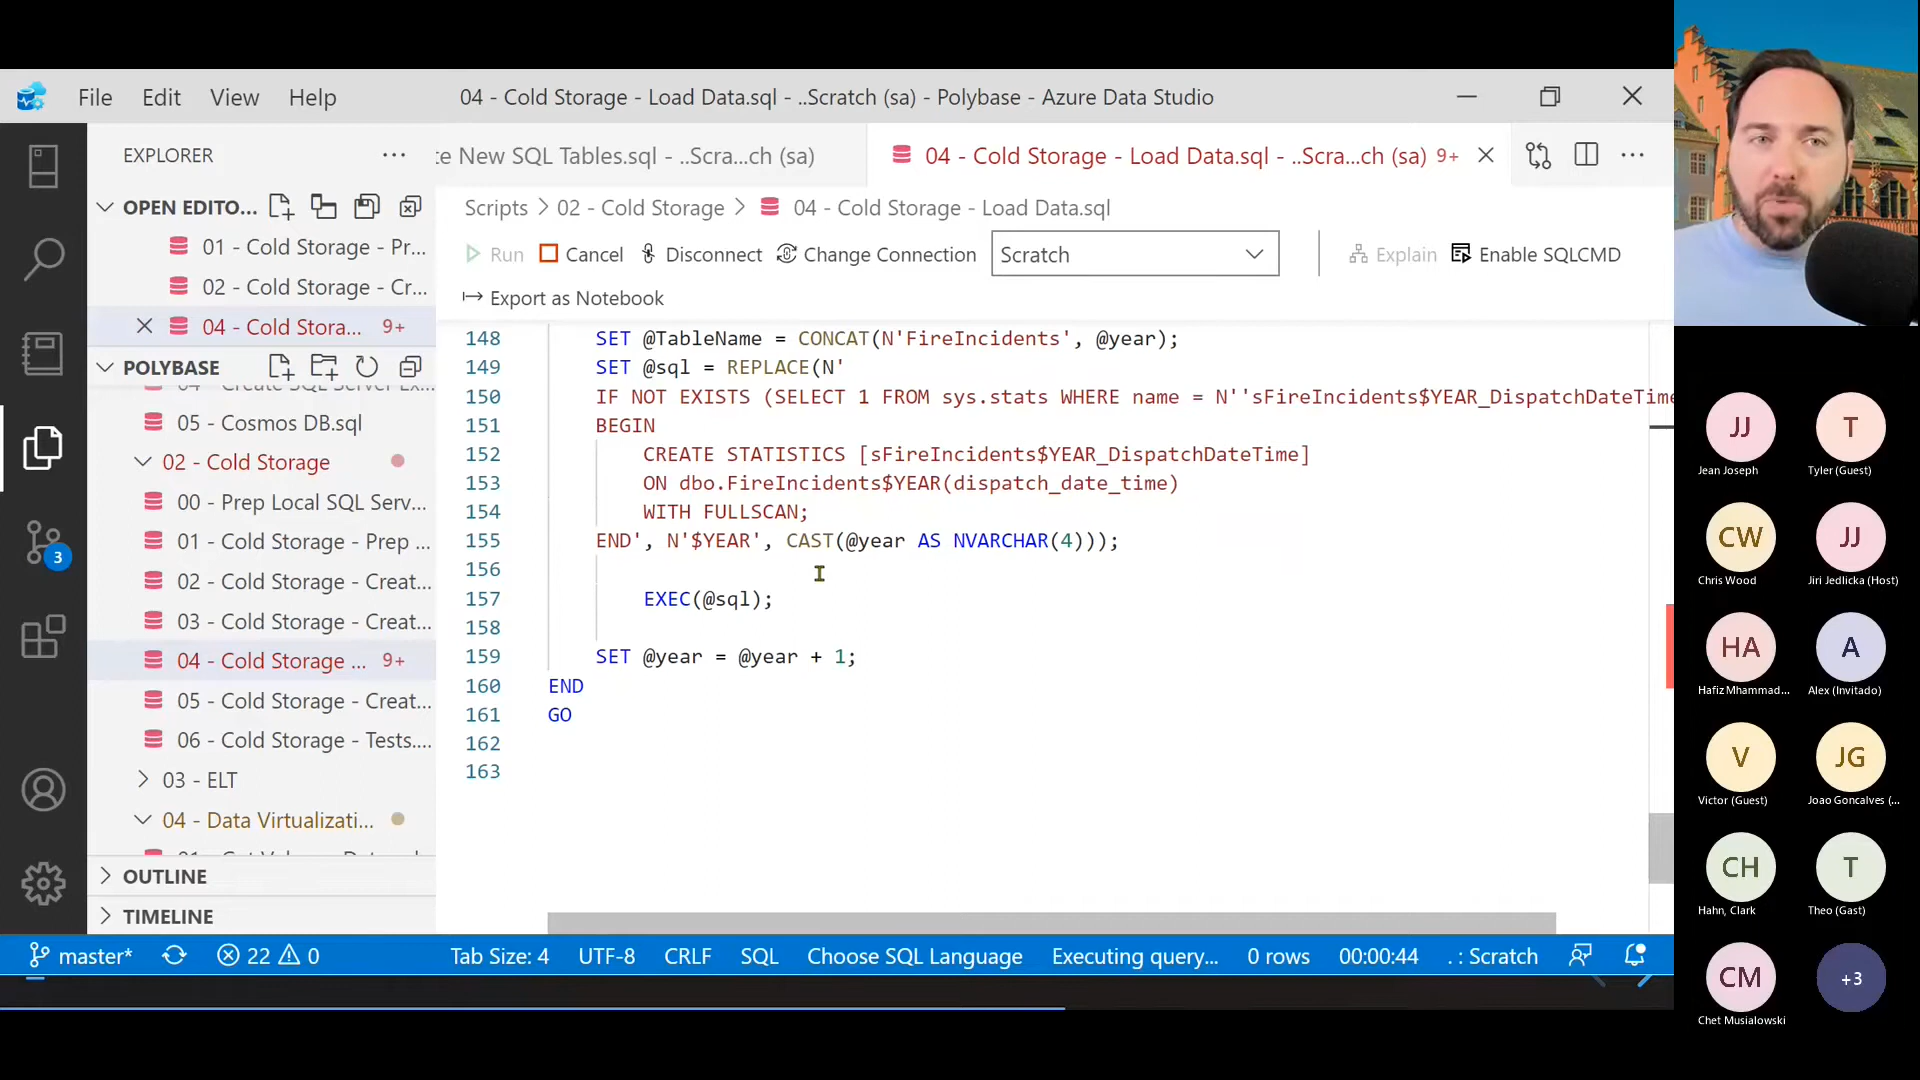 File Edit View Help
04 - Cold Storage - Load Data.sql - ..Scratch (sa) - Polybase - Azure Data Studio
EXPLORER
te New SQL Tables.sql - ..Scra...ch (sa)
04 - Cold Storage - Load Data.sql - ..Scra...ch (sa) 9+
OPEN EDITO...
01 - Cold Storage - Pr...
02 - Cold Storage - Cr...
04 - Cold Stora... 9+
POLYBASE
05 - Cosmos DB.sql
02 - Cold Storage
00 - Prep Local SQL Serv...
01 - Cold Storage - Prep ...
02 - Cold Storage - Creat...
03 - Cold Storage - Creat...
04 - Cold Storage ... 9+
05 - Cold Storage - Creat...
06 - Cold Storage - Tests....
03 - ELT
04 - Data Virtualizati...
OUTLINE
TIMELINE
3
Scripts > 02 - Cold Storage > 04 - Cold Storage - Load Data.sql
Run Cancel Disconnect Change Connection Scratch Explain Enable SQLCMD
Export as Notebook
148 SET @TableName = CONCAT(N'FireIncidents', @year);
149 SET @sql = REPLACE(N'
150 IF NOT EXISTS (SELECT 1 FROM sys.stats WHERE name = N''sFireIncidents$YEAR_DispatchDateTime
151 BEGIN
152 CREATE STATISTICS [sFireIncidents$YEAR_DispatchDateTime]
153 ON dbo.FireIncidents$YEAR(dispatch_date_time)
154 WITH FULLSCAN;
155 END', N'$YEAR', CAST(@year AS NVARCHAR(4)));
156
157 EXEC(@sql);
158
159 SET @year = @year + 1;
160 END
161 GO
162
163
master* 22 0 Tab Size: 4 UTF-8 CRLF SQL Choose SQL Language Executing query... 0 rows 00:00:44 . : Scratch
JJ T
Jean Joseph Tyler (Guest)
CW JJ
Chris Wood Jiri Jedlicka (Host)
HA A
Hafiz Mhammad... Alex (Invitado)
V JG
Victor (Guest) Joao Goncalves (...
CH T
Hahn, Clark Theo (Gast)
CM +3
Chet Musialowski